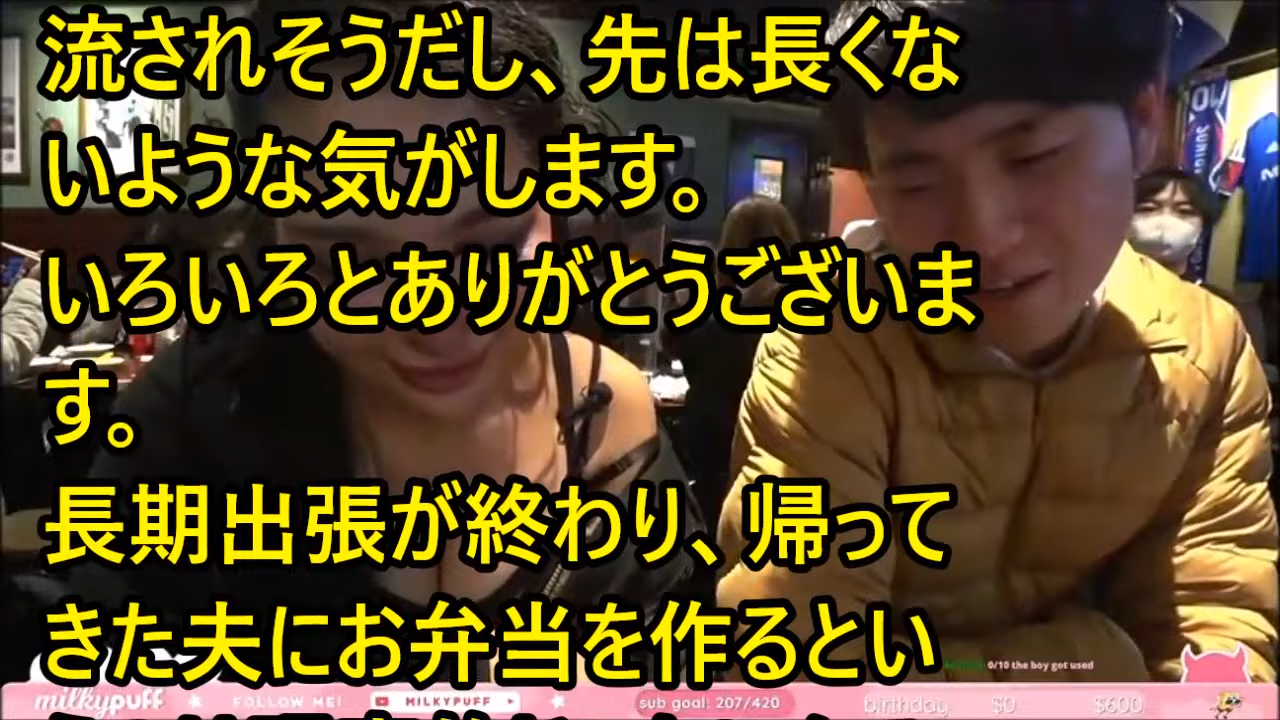 流されそうだし、先は長くな
いような気がします。
いろいろとありがとうございま
す。
長期出張が終わり、帰って
きた夫にお弁当を作るとい
0/10 the boy got used
milkypuff FOLLOW ME! MILKYPUFF sub goal: 207/420 birthday $0 $600